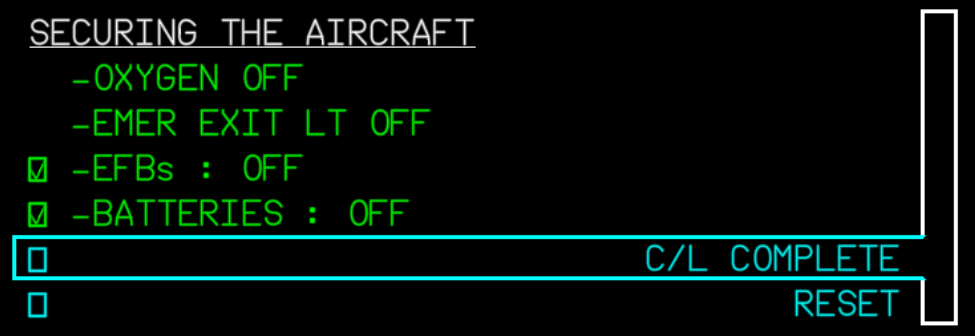 SECURING THE AIRCRAFT
-OXYGEN OFF
-EMER EXIT LT OFF
-EFBs : OFF
-BATTERIES : OFF
C/L COMPLETE
RESET